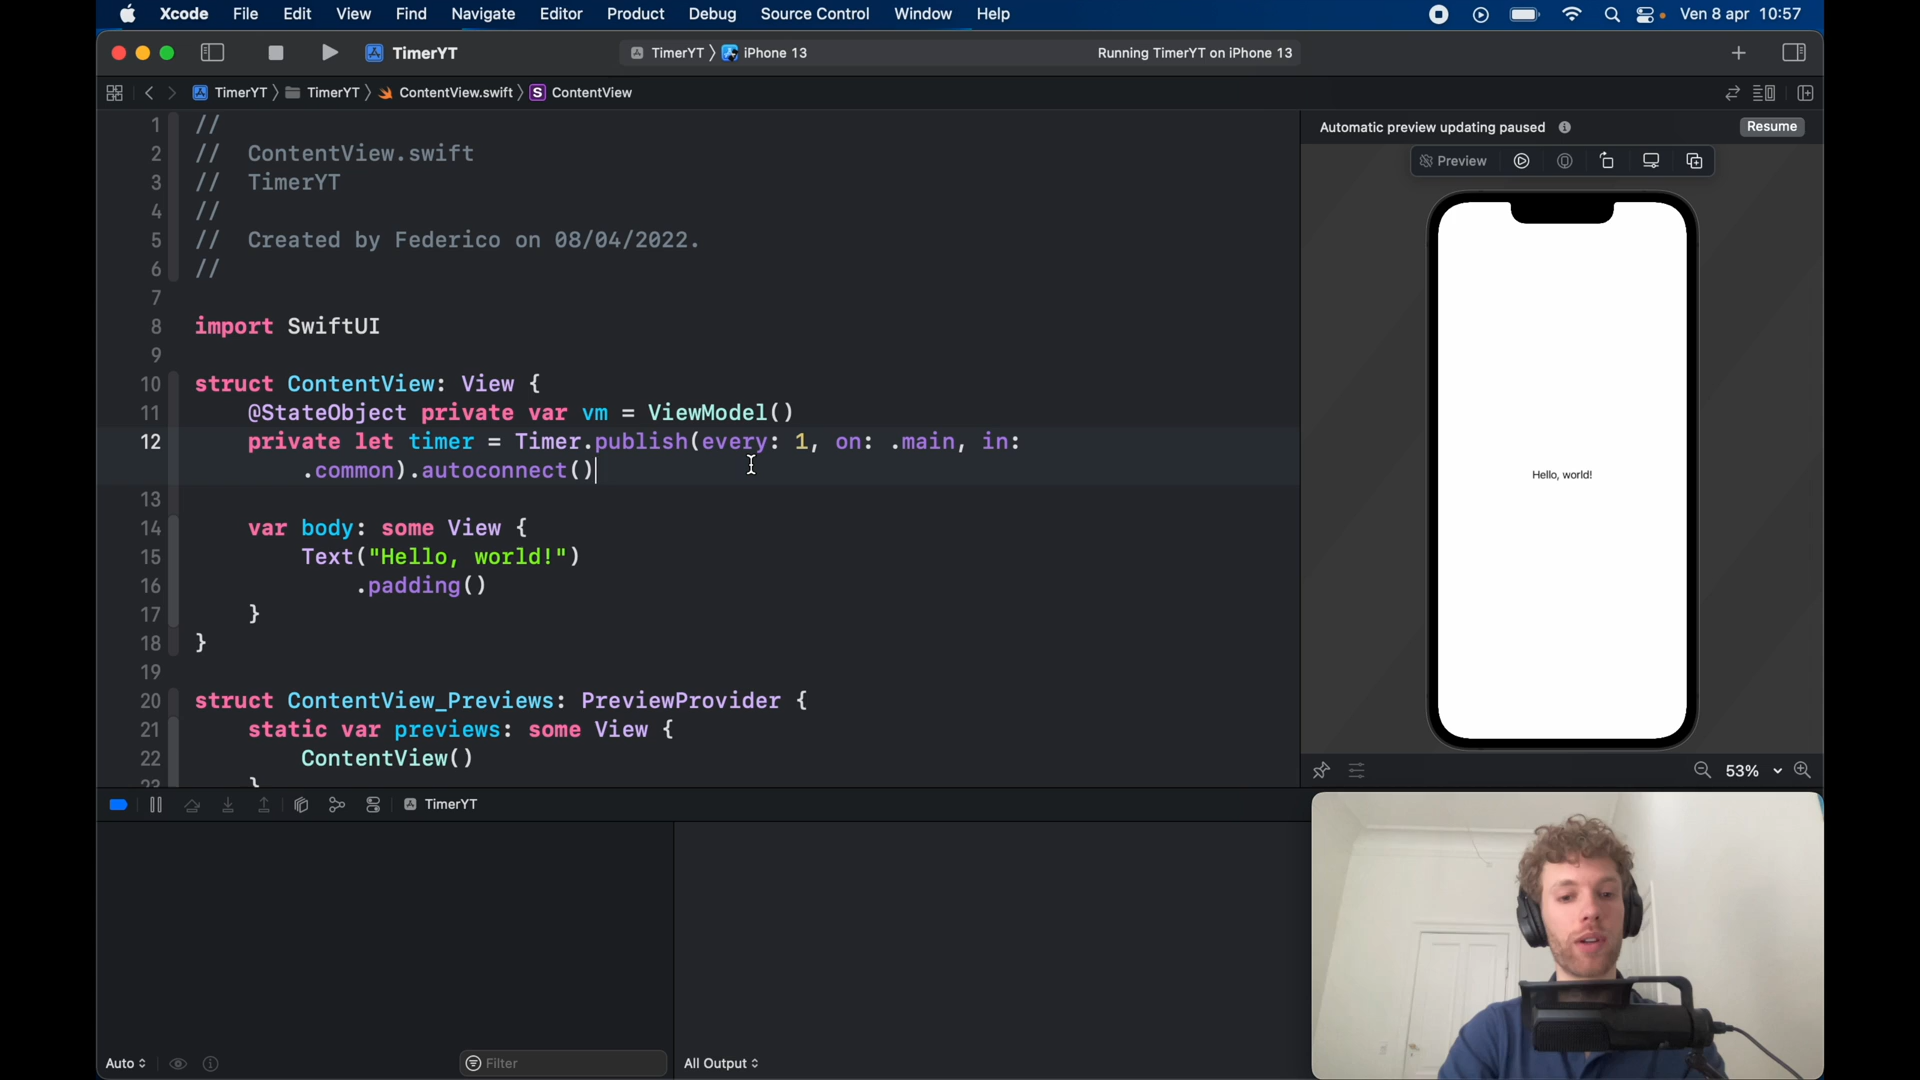 Xcode File Edit View Find Navigate Editor Product Debug Source Control Window Help Ven 8 apr 10:57
TimerYT TimerYT iPhone 13 Running TimerYT on iPhone 13
TimerYT TimerYT ContentView.swift S ContentView
Automatic preview updating paused Resume
Preview
1 //
2 // ContentView.swift
3 // TimerYT
4 //
5 // Created by Federico on 08/04/2022.
6 //
7
8 import SwiftUI
9
10 struct ContentView: View {
11 @StateObject private var vm = ViewModel()
12 private let timer = Timer.publish(every: 1, on: .main, in:
.common).autoconnect()
13
14 var body: some View {
15 Text("Hello, world!")
16 .padding()
17 }
18 }
19
20 struct ContentView_Previews: PreviewProvider {
21 static var previews: some View {
22 ContentView()
23 }
Hello, world!
53%
TimerYT
Auto Filter All Output